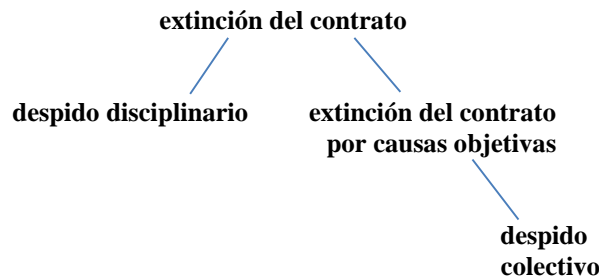 extinción del contrato
despido disciplinario
extinción del contrato
por causas objetivas
despido
colectivo